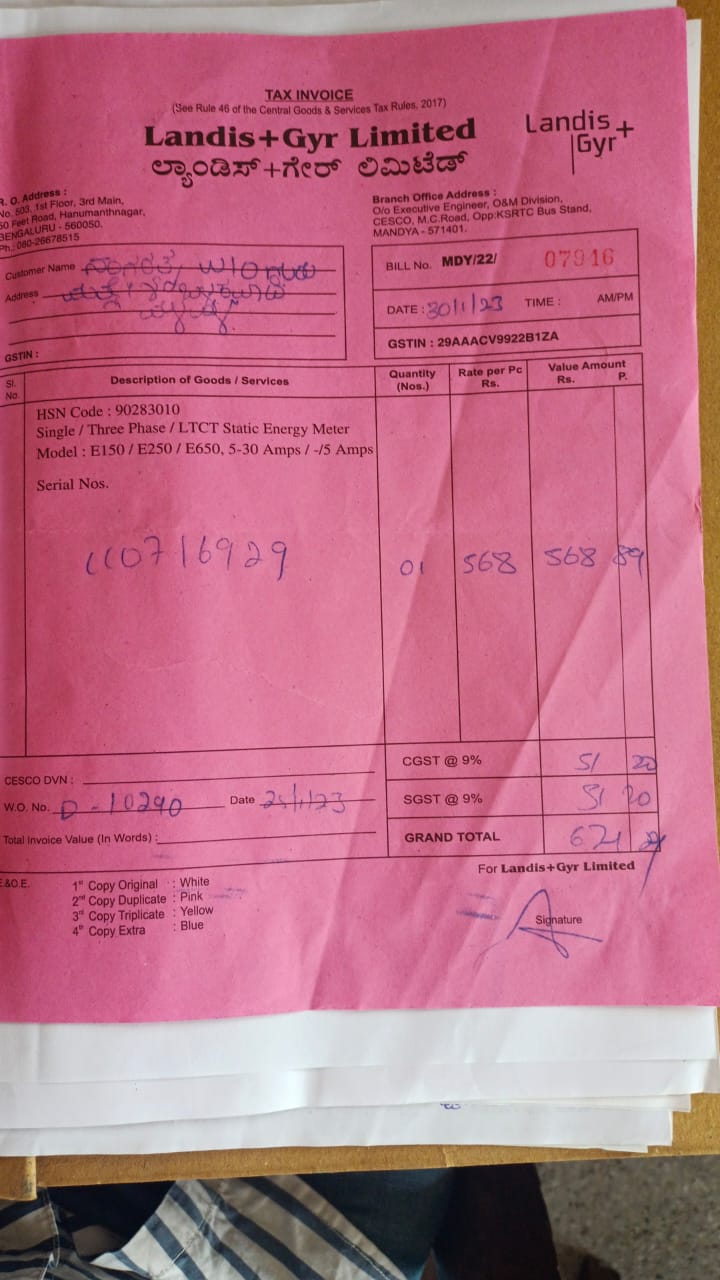 TAX INVOICE
(See Rule 46 of the Central Goods & Services Tax Rules, 2017)
Landis+Gyr Limited
ಲ್ಯಾಂಡಿಸ್+ಗೇರ್ ಲಿಮಿಟೆಡ್
Landis+
Gyr
R. O. Address :
No. 503, 1st Floor, 3rd Main,
50 Feet Road, Hanumanthnagar,
BENGALURU - 560050.
Ph.: 080-26678515
Branch Office Address :
O/o Executive Engineer, O&M Division,
CESCO, M.C.Road, Opp:KSRTC Bus Stand,
MANDYA - 571401.
Customer Name W/O
Address
GSTIN :
BILL No. MDY/22/ 07916
DATE : 30/1/23 TIME : AM/PM
GSTIN : 29AAACV9922B1ZA
Sl. No. Description of Goods / Services Quantity (Nos.) Rate per Pc Rs. Value Amount Rs. P.
HSN Code : 90283010
Single / Three Phase / LTCT Static Energy Meter
Model : E150 / E250 / E650, 5-30 Amps / -/5 Amps
Serial Nos.
110716929 01 568 568 89
CGST @ 9% 51 20
CESCO DVN :
SGST @ 9% 51 20
W.O. No. D-10290 Date
Total Invoice Value (In Words) :
GRAND TOTAL 671
For Landis+Gyr Limited
E&O.E.
1st Copy Original : White
2nd Copy Duplicate : Pink
3rd Copy Triplicate : Yellow
4th Copy Extra : Blue
Signature